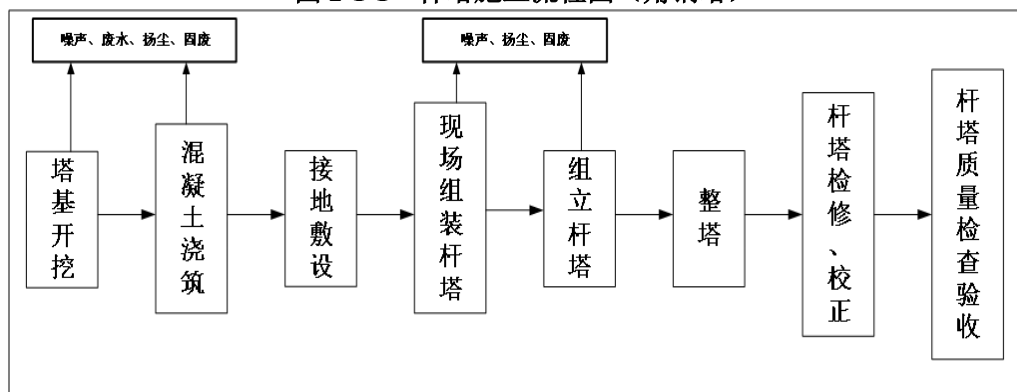 噪声、废水、扬尘、固废
噪声、扬尘、固废
塔基开挖
混凝土浇筑
接地敷设
现场组装杆塔
组立杆塔
整塔
杆塔检修、校正
杆塔质量检查验收